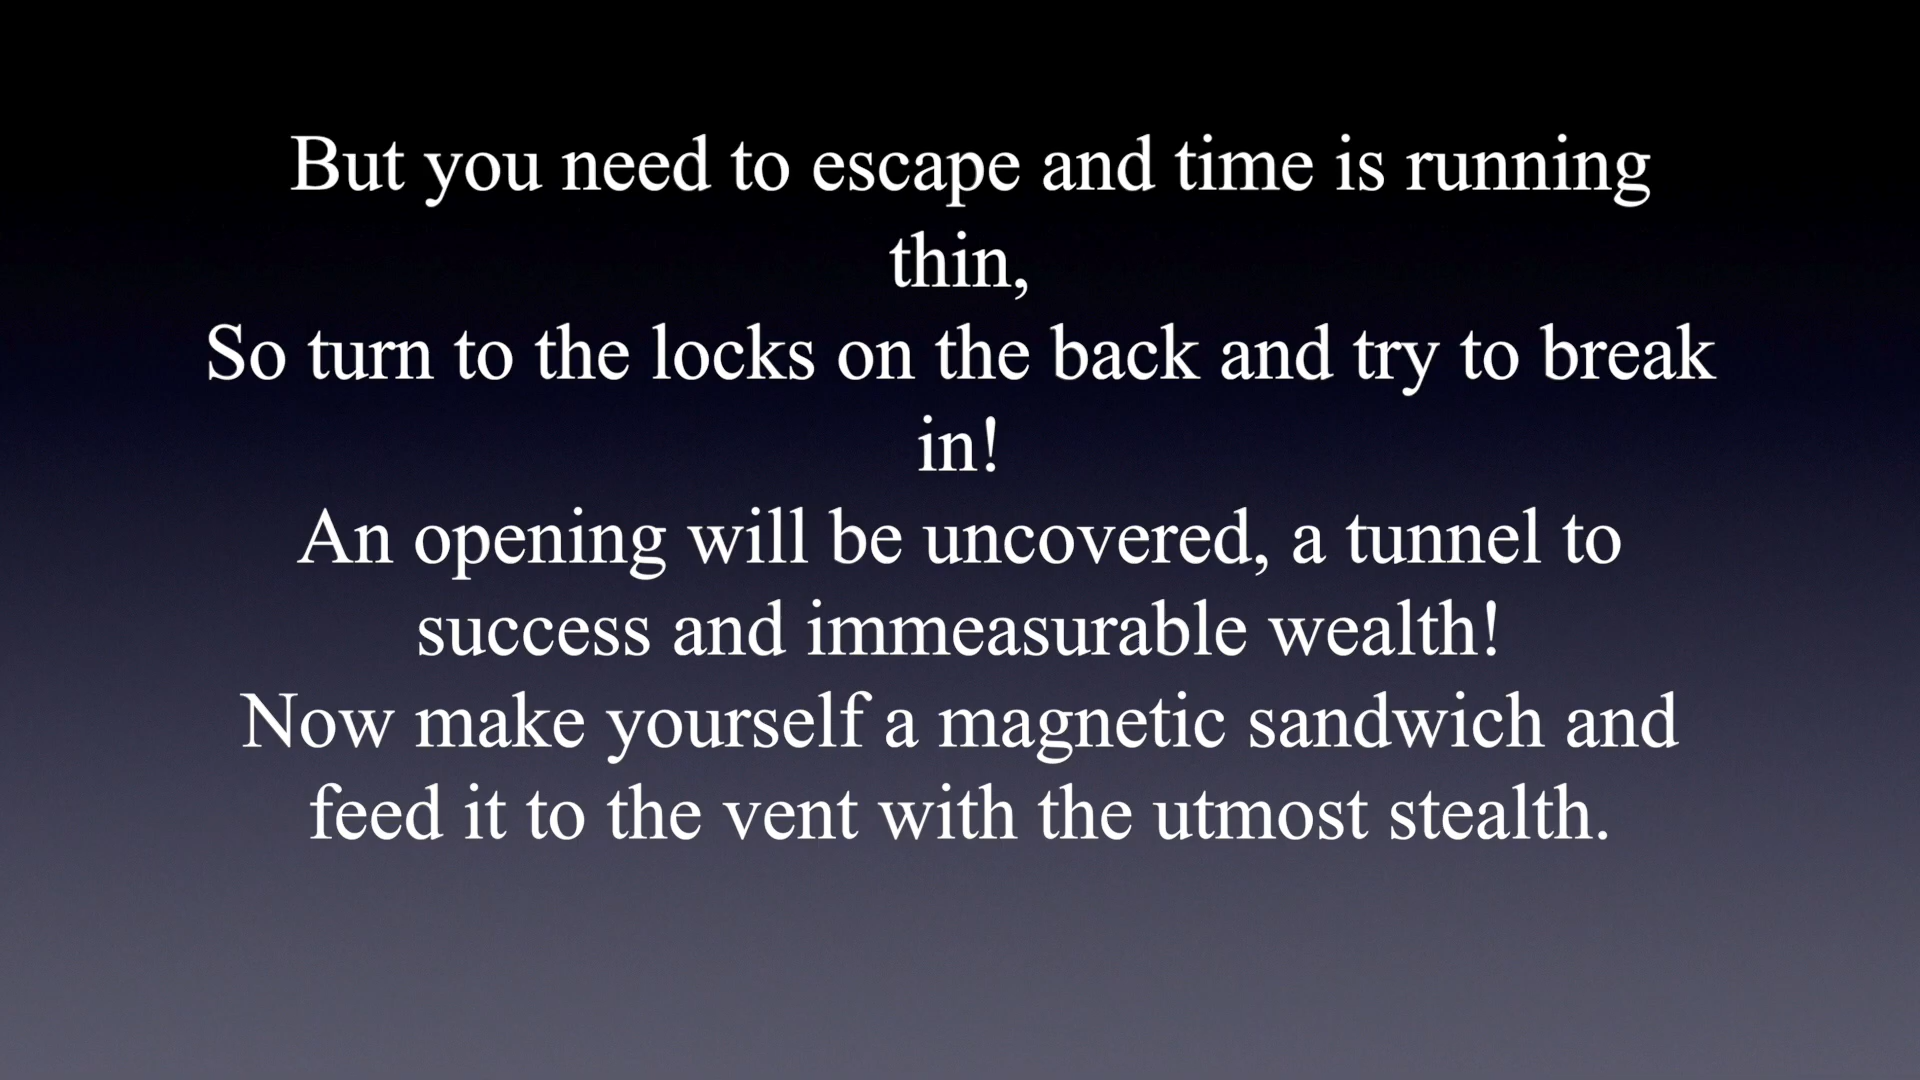 But you need to escape and time is running
thin,
So turn to the locks on the back and try to break
in!
An opening will be uncovered, a tunnel to
success and immeasurable wealth!
Now make yourself a magnetic sandwich and
feed it to the vent with the utmost stealth.